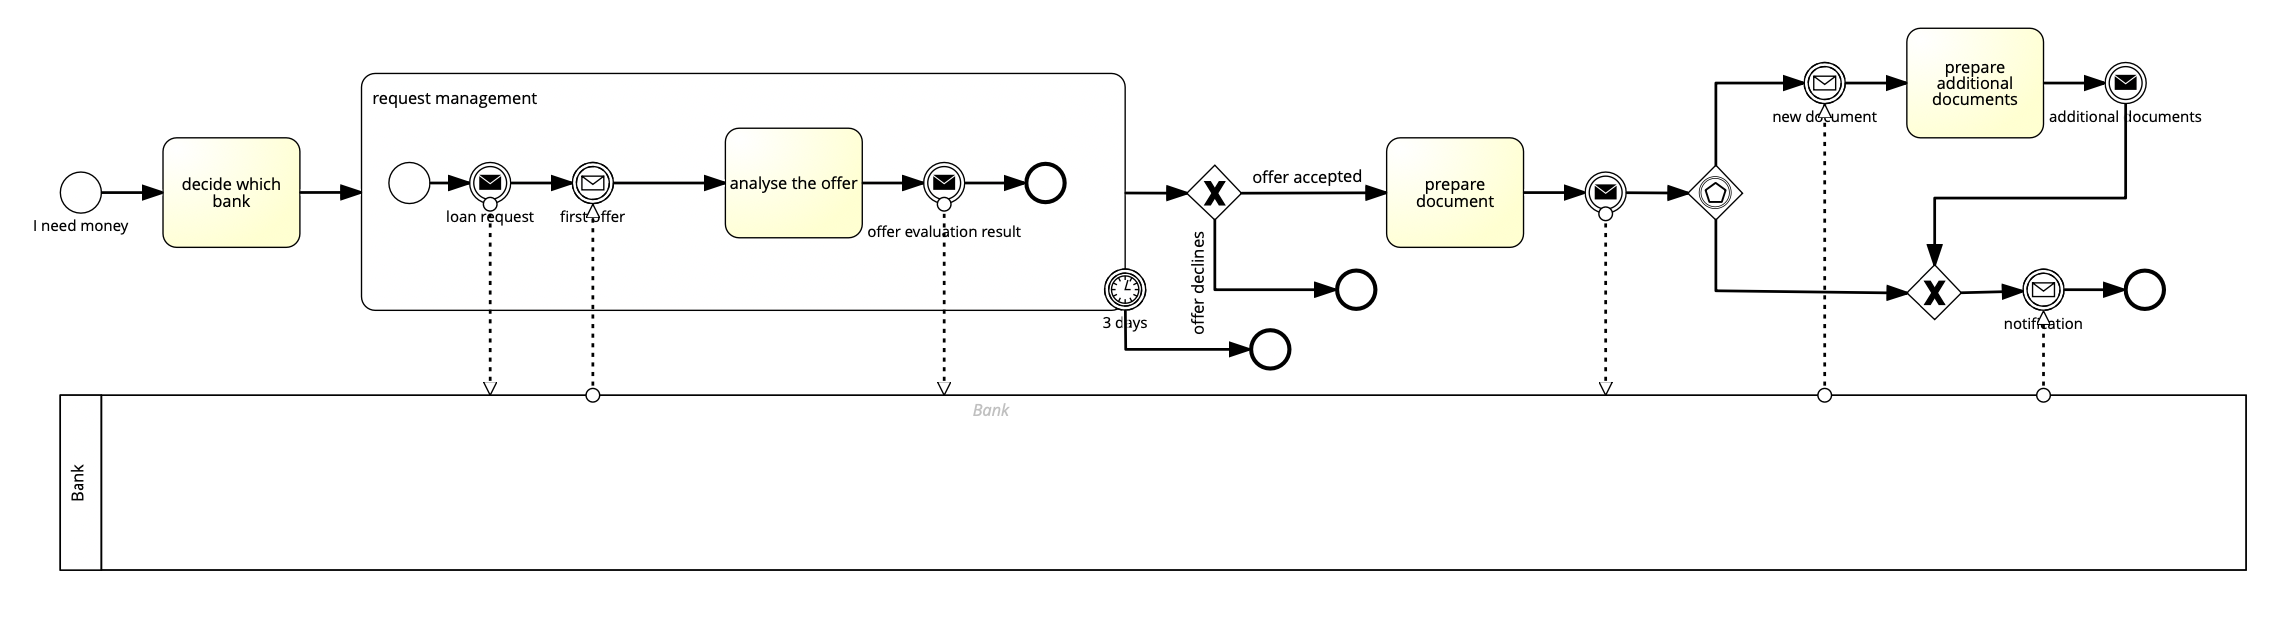 I need money
decide which
bank
request management
loan request
first offer
analyse the offer
offer evaluation result
3 days
offer accepted
offer declines
prepare
document
new document
prepare
additional
documents
additional documents
notification
Bank
Bank